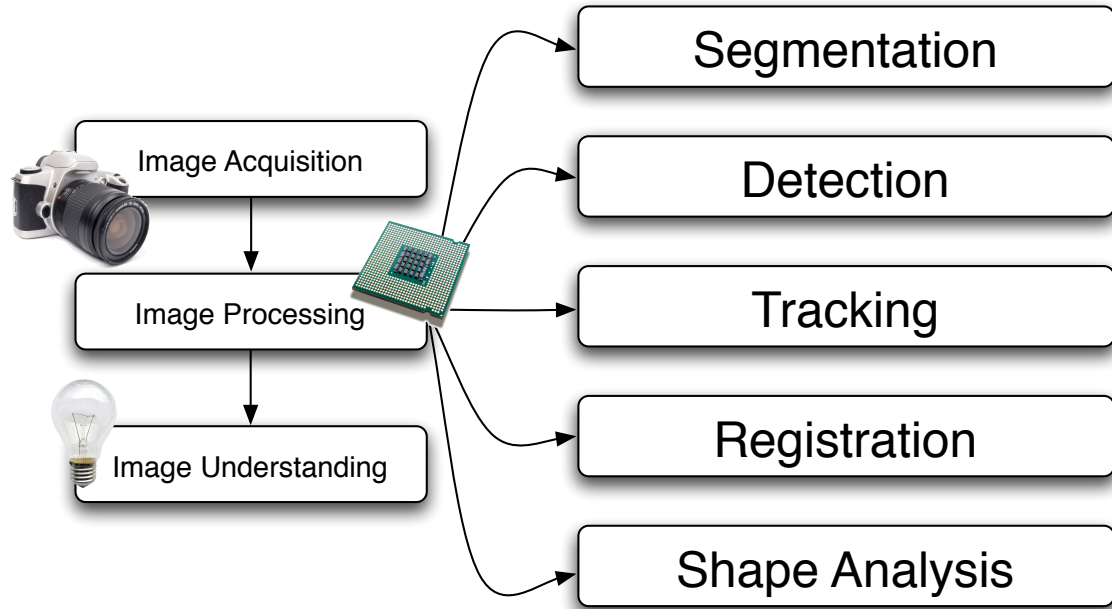 Image Acquisition
Image Processing
Image Understanding
Segmentation
Detection
Tracking
Registration
Shape Analysis